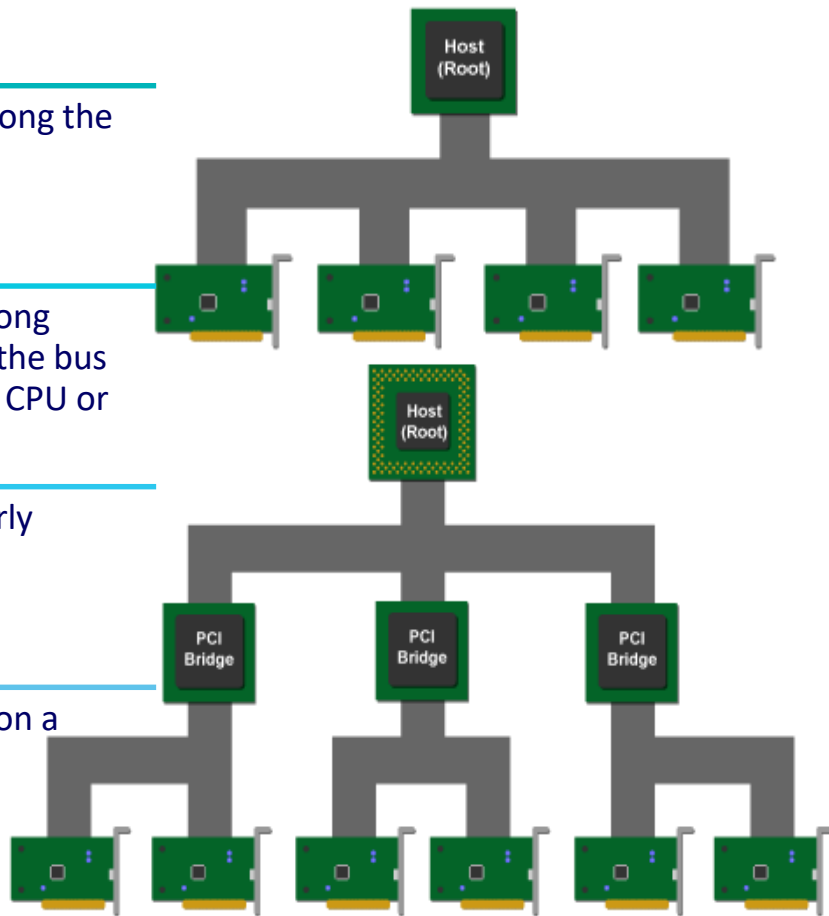 Host
(Root)
ong the
ong
the bus
CPU or
Host
(Root)
rly
PCI
Bridge
PCI
Bridge
PCI
Bridge
on a